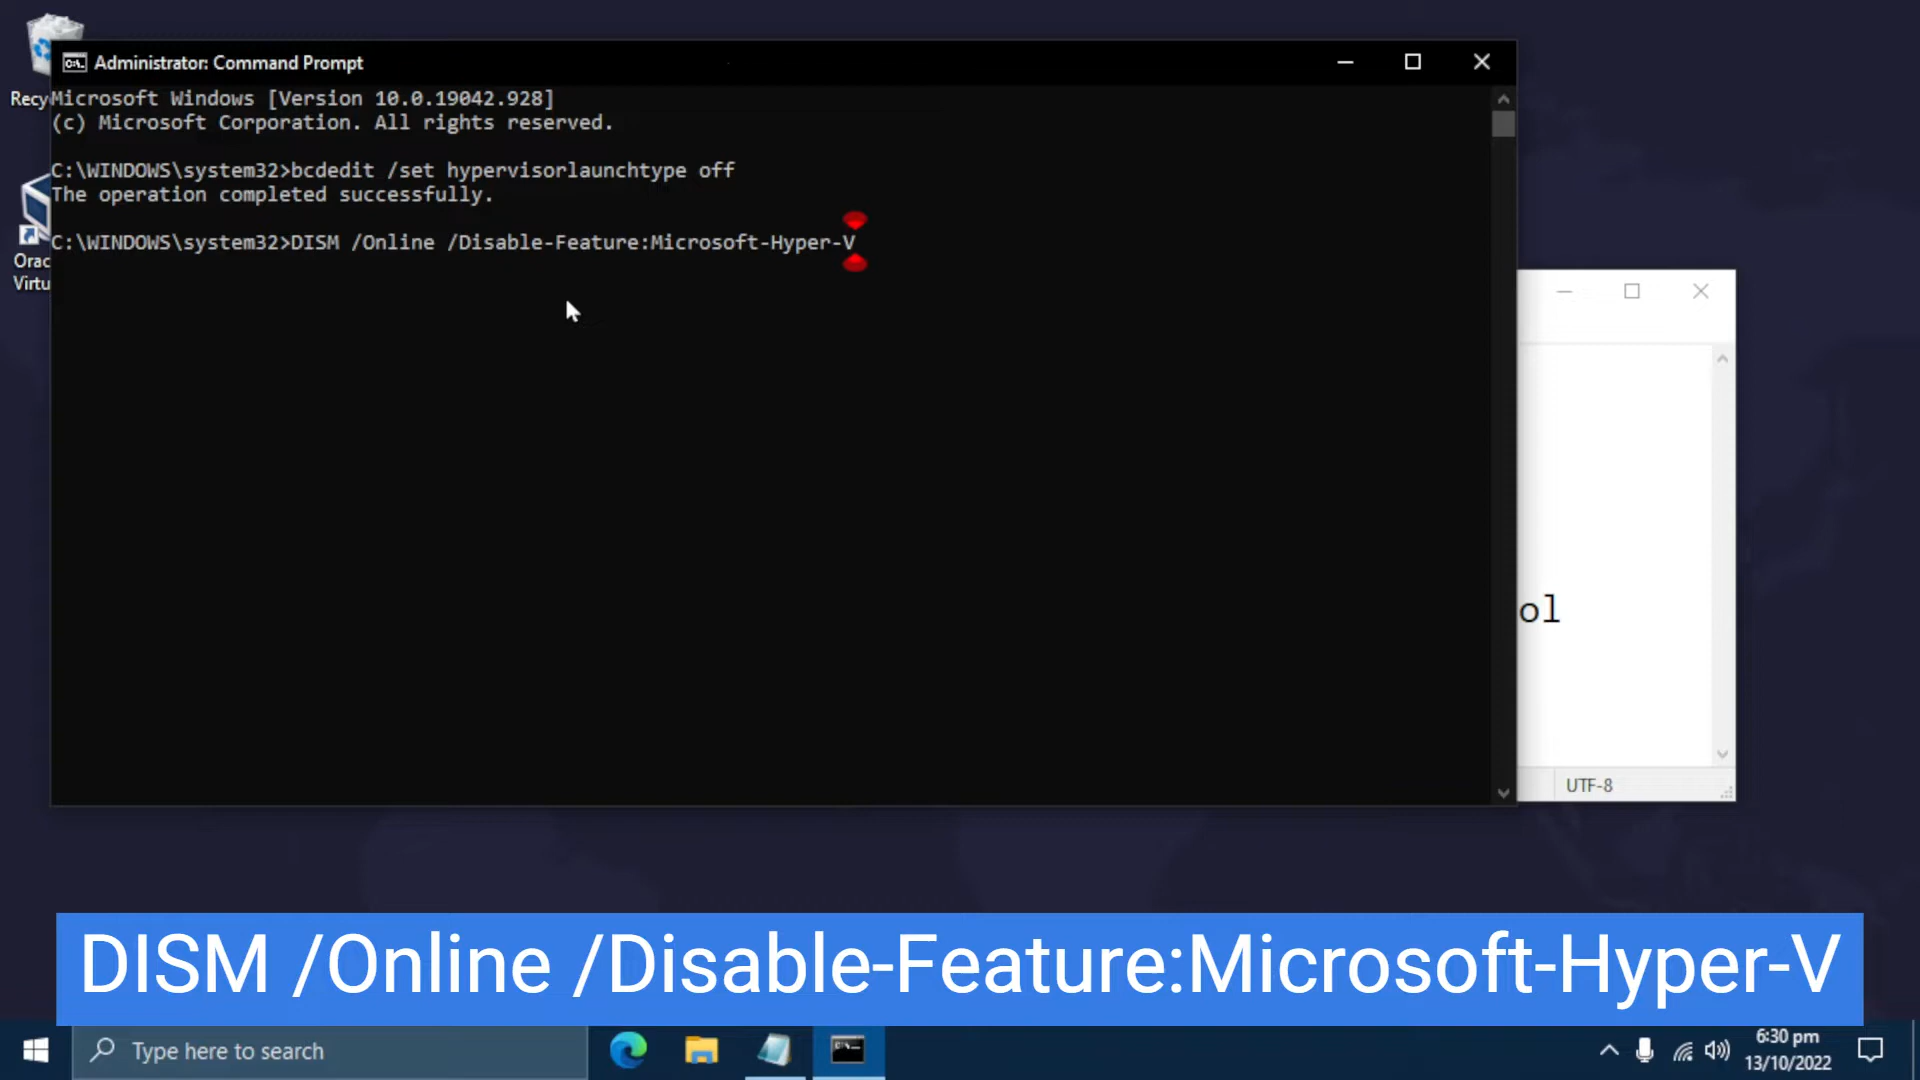 Administrator: Command Prompt
Recy
Microsoft Windows [Version 10.0.19042.928]
(c) Microsoft Corporation. All rights reserved.
C:\WINDOWS\system32>bcdedit /set hypervisorlaunchtype off
The operation completed successfully.
C:\WINDOWS\system32>DISM /Online /Disable-Feature:Microsoft-Hyper-V
Orac
Virtu
ol
UTF-8
DISM /Online /Disable-Feature:Microsoft-Hyper-V
Type here to search
6:30 pm
13/10/2022